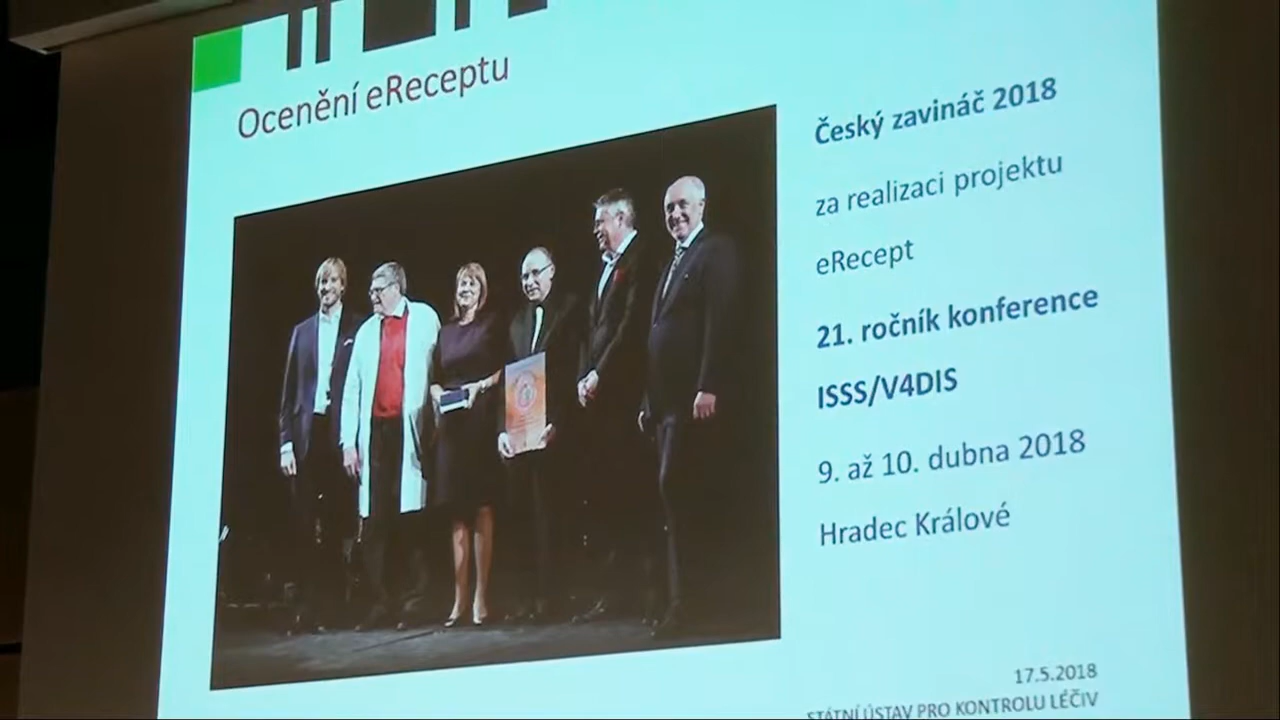 Ocenění eReceptu
Český zavináč 2018
za realizaci projektu
eRecept
21. ročník konference
ISSS/V4DIS
9. až 10. dubna 2018
Hradec Králové
17.5.2018
STÁTNÍ ÚSTAV PRO KONTROLU LÉČIV